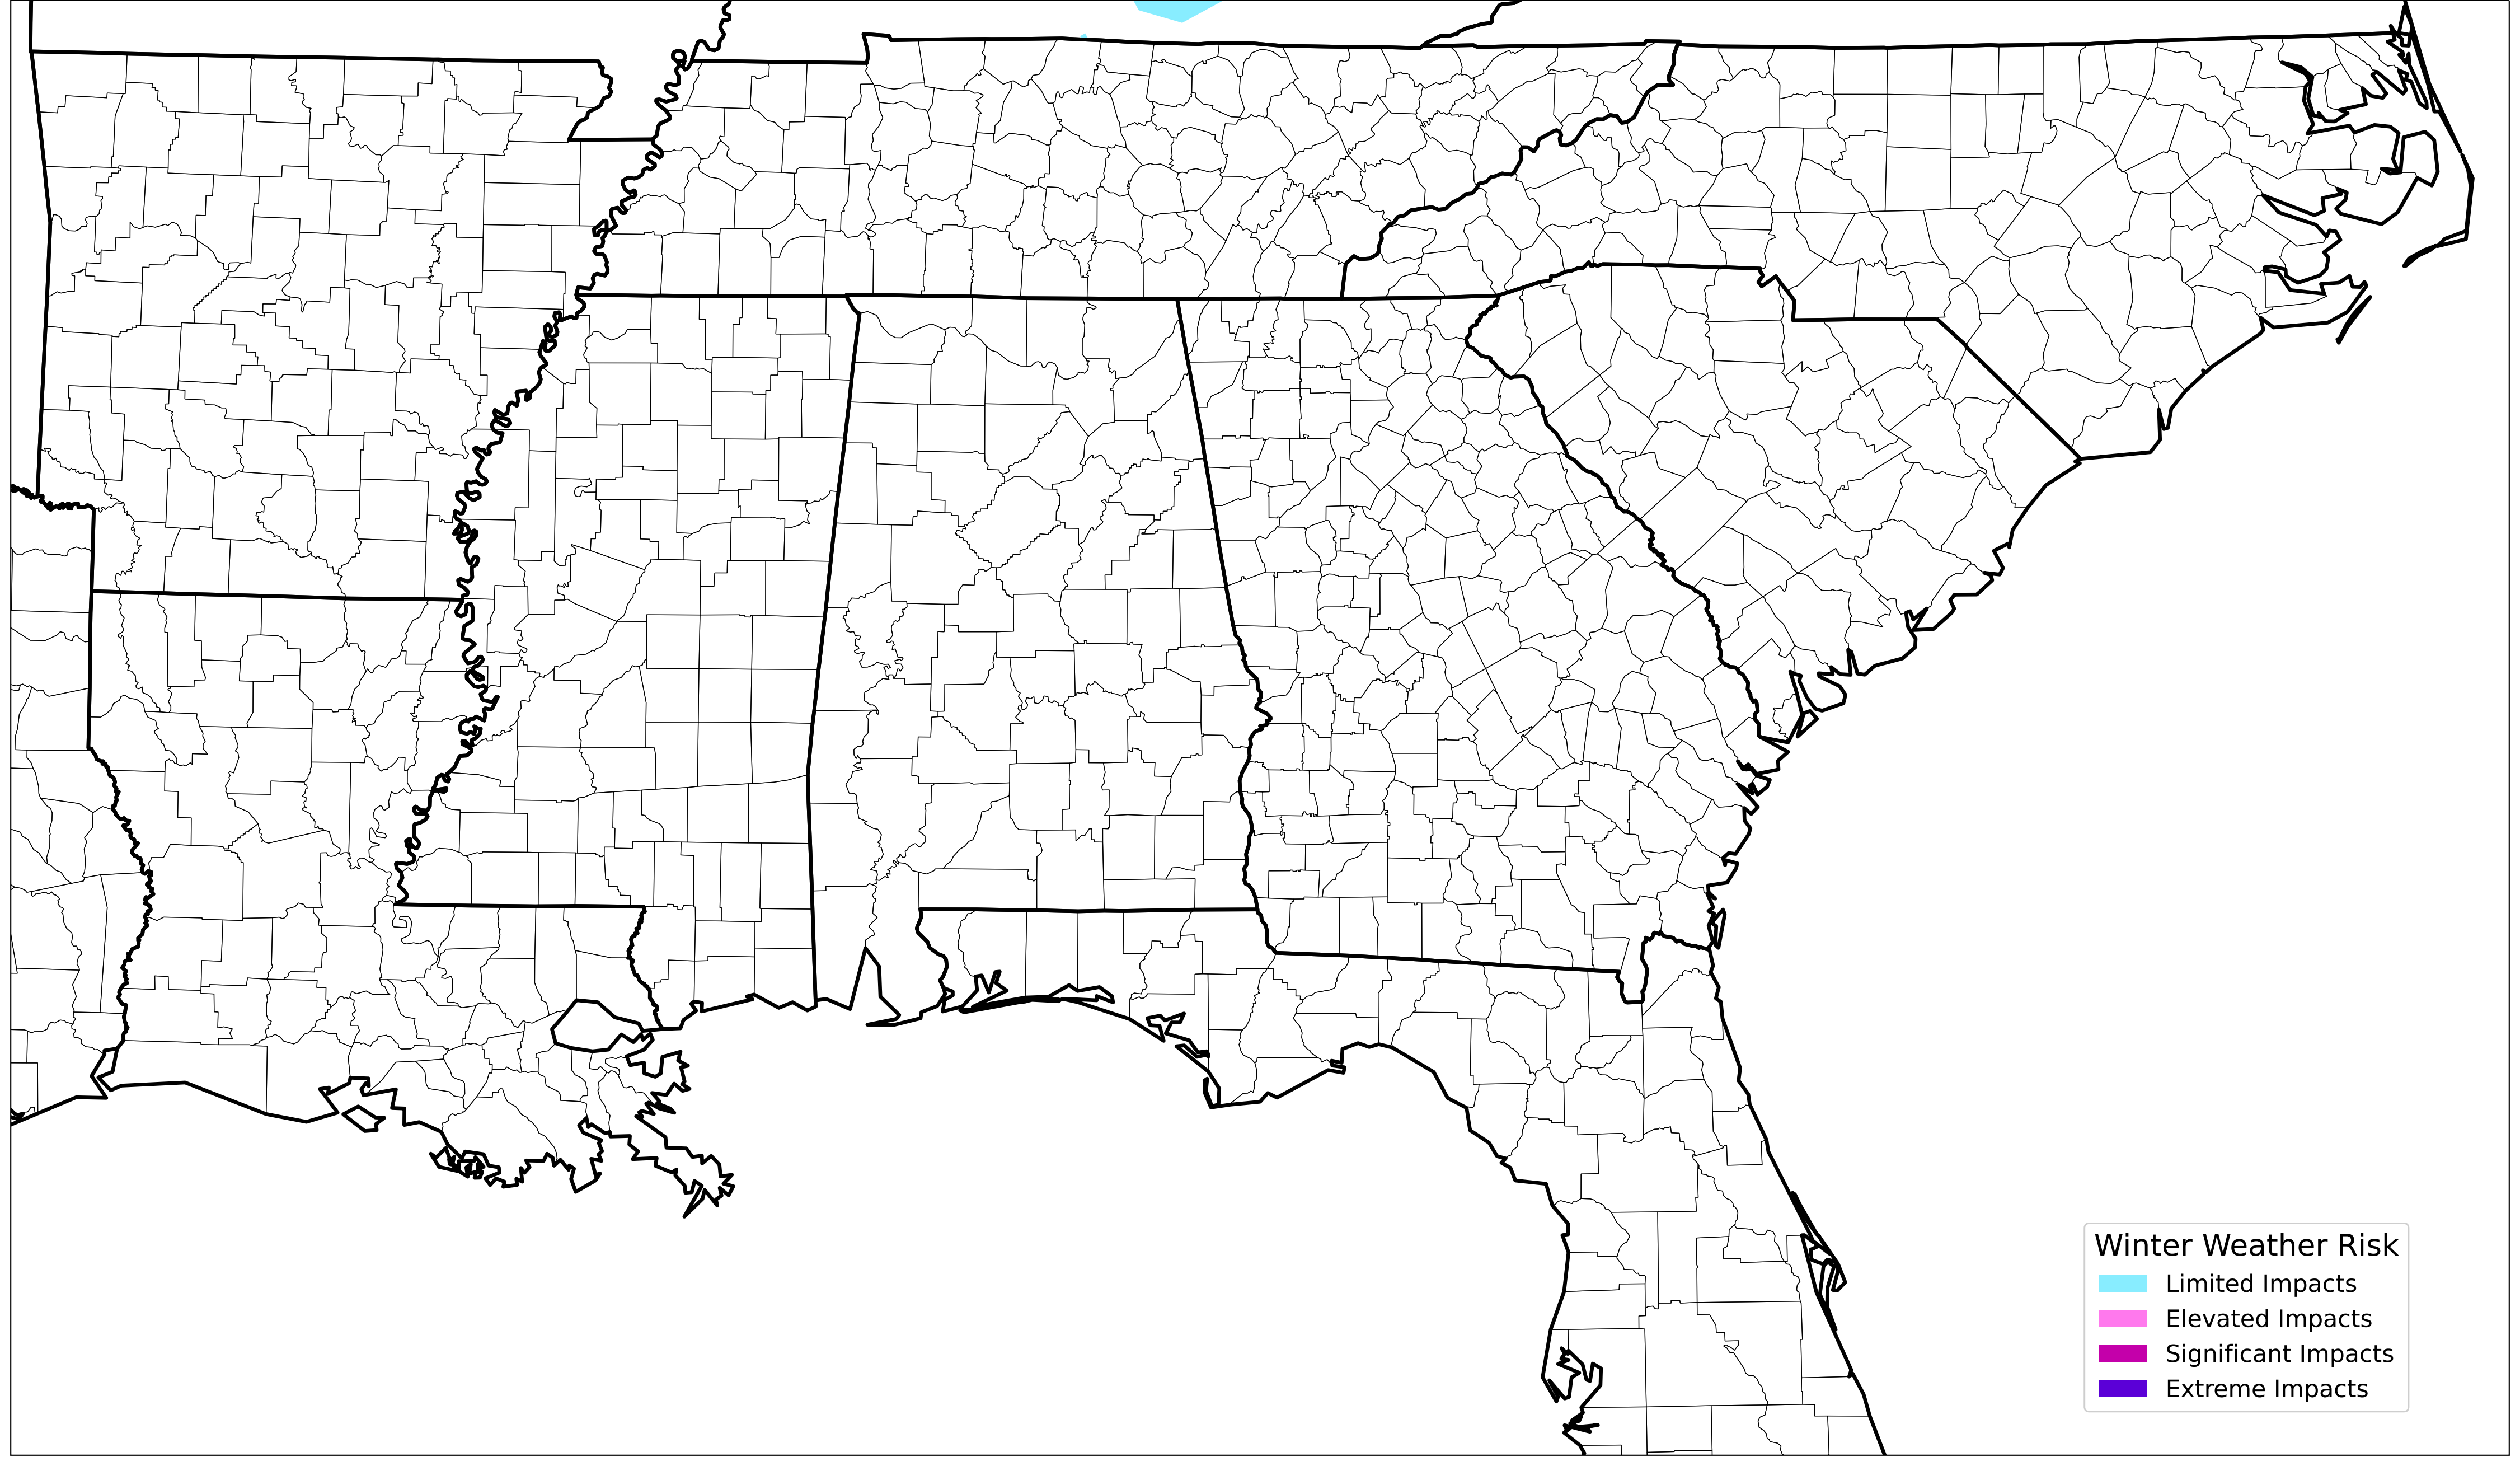 Winter Weather Risk
Limited Impacts
Elevated Impacts
Significant Impacts
Extreme Impacts